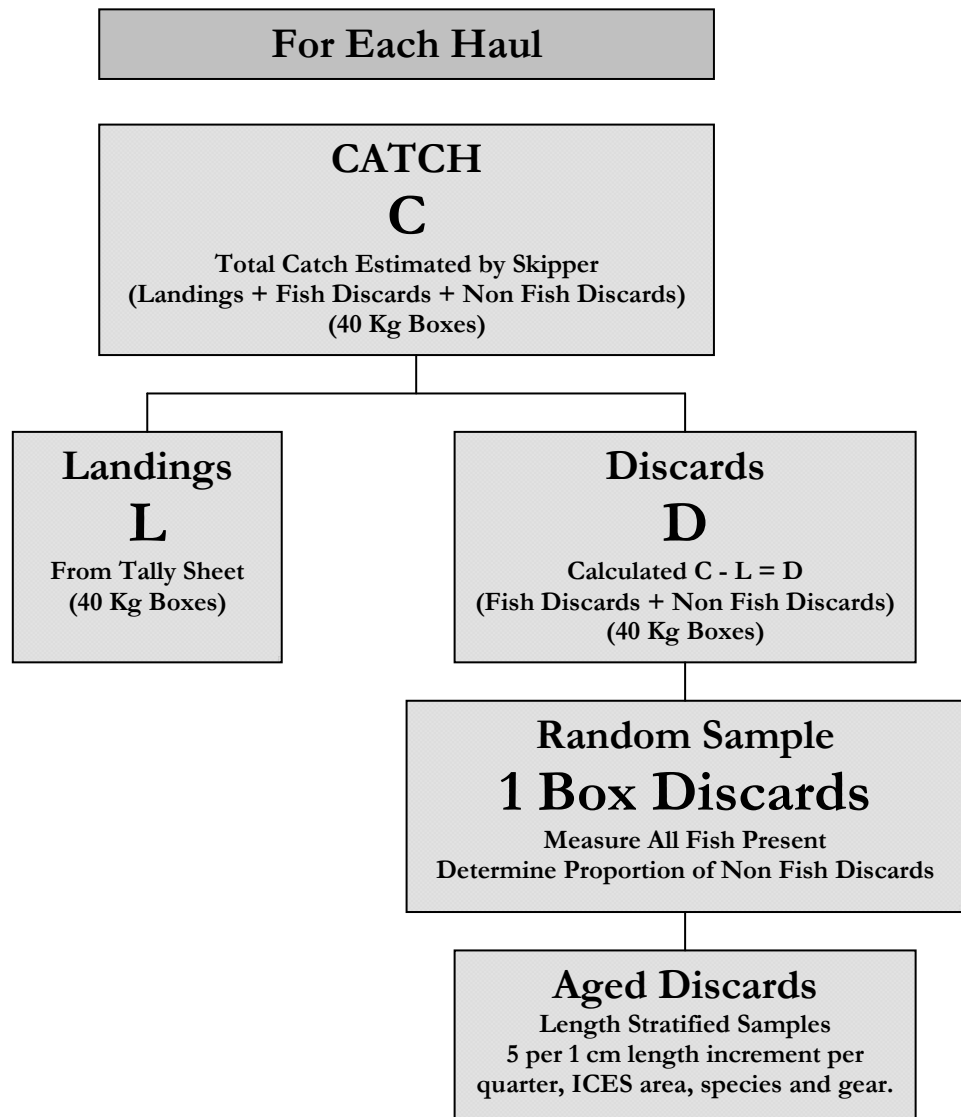 For Each Haul
CATCH
C
Total Catch Estimated by Skipper
(Landings + Fish Discards + Non Fish Discards)
(40 Kg Boxes)
Landings
L
From Tally Sheet
(40 Kg Boxes)
Discards
D
Calculated C - L = D
(Fish Discards + Non Fish Discards)
(40 Kg Boxes)
Random Sample
1 Box Discards
Measure All Fish Present
Determine Proportion of Non Fish Discards
Aged Discards
Length Stratified Samples
5 per 1 cm length increment per
quarter, ICES area, species and gear.